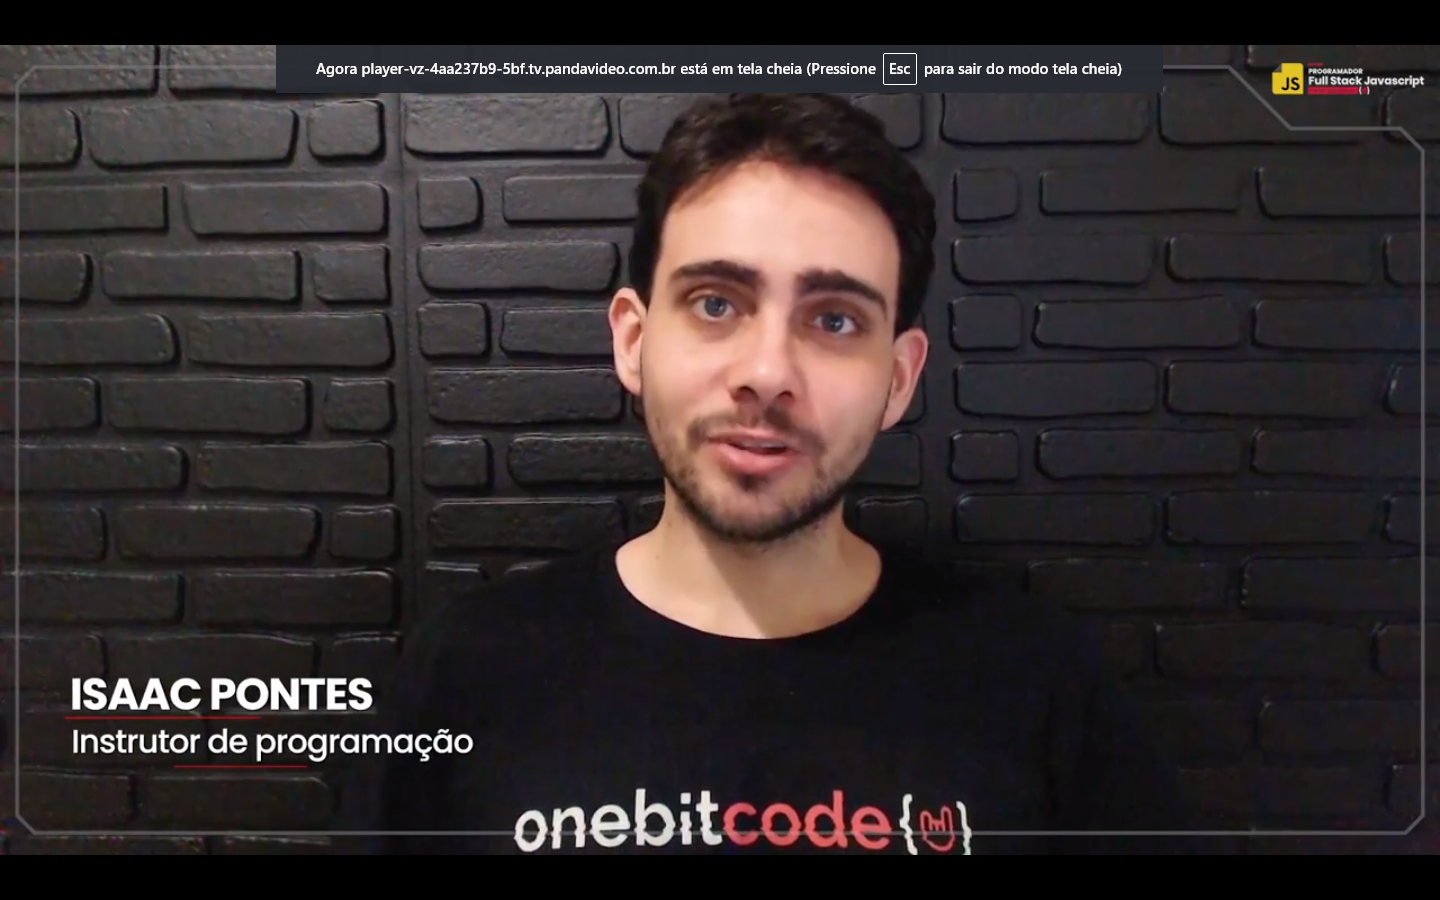 Agora player-vz-4aa237b9-5bf.tv.pandavideo.com.br está em tela cheia (Pressione Esc para sair do modo tela cheia)
JS
PROGRAMADOR
Full Stack Javascript
ISAAC PONTES
Instrutor de programação
onebitcode{ }